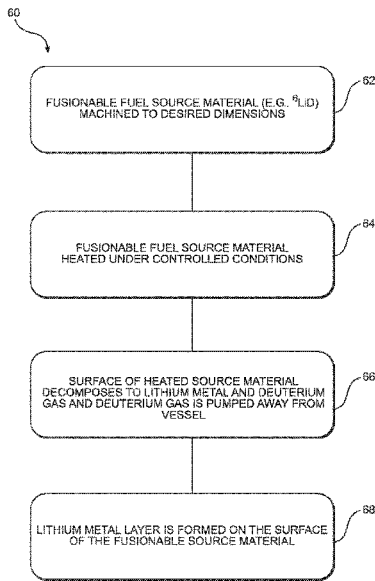 60
FUSIONABLE FUEL SOURCE MATERIAL (E.G., ⁶LiD)
MACHINED TO DESIRED DIMENSIONS
62
FUSIONABLE FUEL SOURCE MATERIAL
HEATED UNDER CONTROLLED CONDITIONS
64
SURFACE OF HEATED SOURCE MATERIAL
DECOMPOSES TO LITHIUM METAL AND DEUTERIUM
GAS AND DEUTERIUM GAS IS PUMPED AWAY FROM
VESSEL
66
LITHIUM METAL LAYER IS FORMED ON THE SURFACE
OF THE FUSIONABLE SOURCE MATERIAL
68